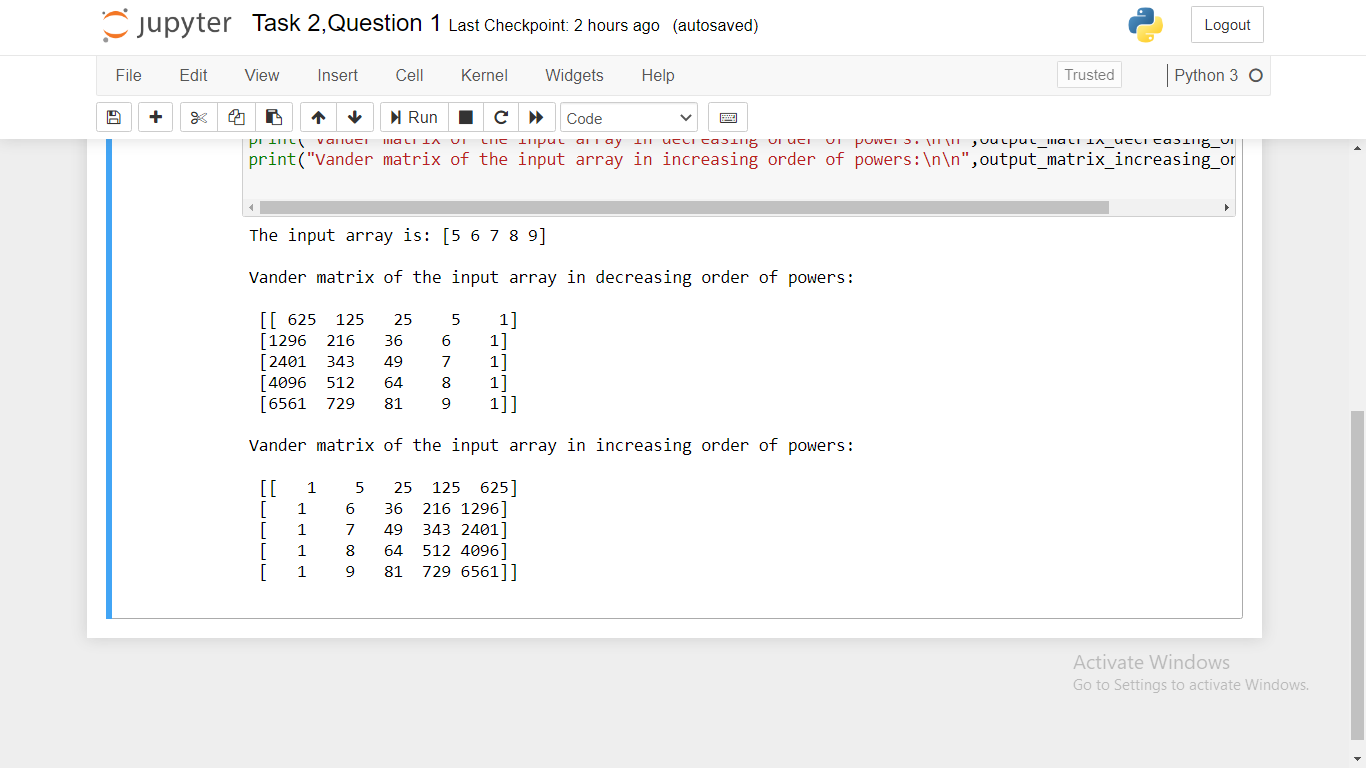 jupyter Task 2,Question 1 Last Checkpoint: 2 hours ago (autosaved) Logout
File Edit View Insert Cell Kernel Widgets Help Trusted Python 3
Run Code
print("Vander matrix of the input array in decreasing order of powers:\n\n",output_matrix_decreasing_or
print("Vander matrix of the input array in increasing order of powers:\n\n",output_matrix_increasing_or
The input array is: [5 6 7 8 9]
Vander matrix of the input array in decreasing order of powers:
[[ 625 125 25 5 1]
[1296 216 36 6 1]
[2401 343 49 7 1]
[4096 512 64 8 1]
[6561 729 81 9 1]]
Vander matrix of the input array in increasing order of powers:
[[ 1 5 25 125 625]
[ 1 6 36 216 1296]
[ 1 7 49 343 2401]
[ 1 8 64 512 4096]
[ 1 9 81 729 6561]]
Activate Windows
Go to Settings to activate Windows.